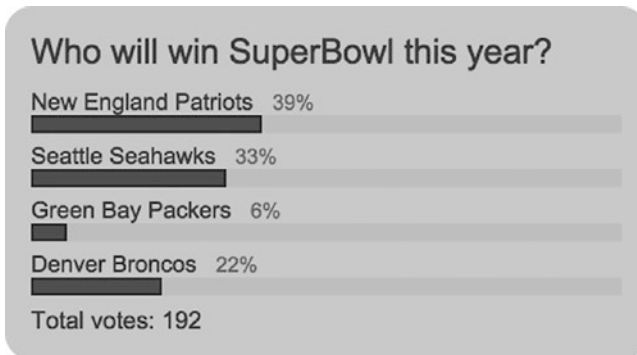 Who will win SuperBowl this year?
New England Patriots 39%
Seattle Seahawks 33%
Green Bay Packers 6%
Denver Broncos 22%
Total votes: 192